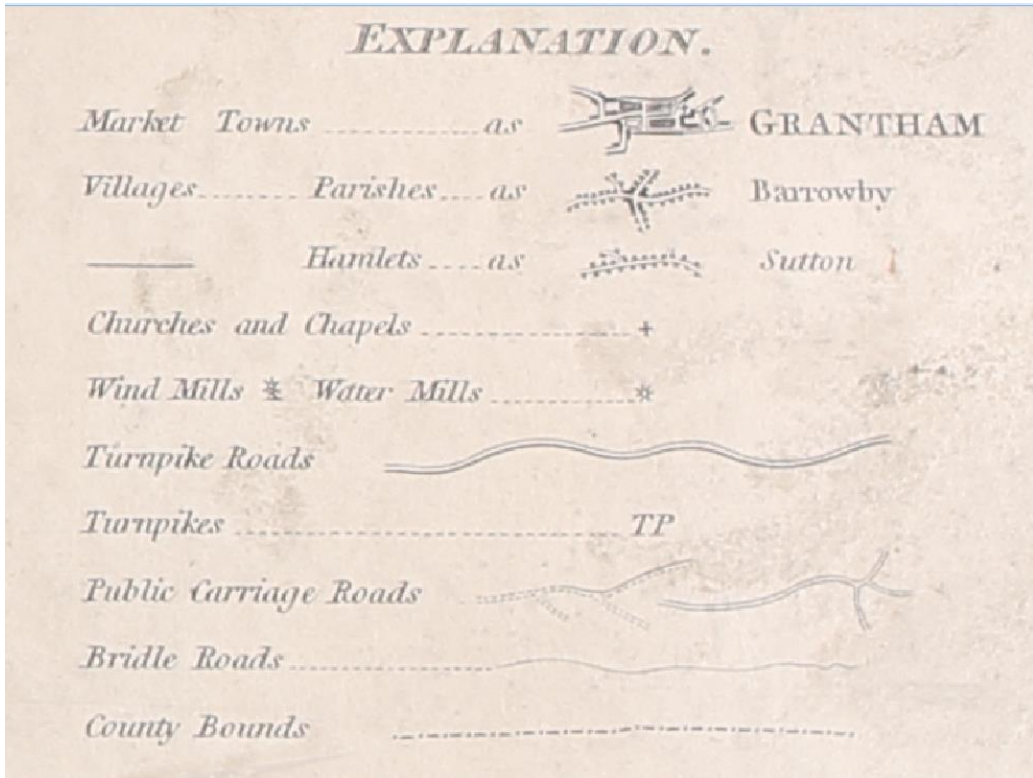 EXPLANATION.
Market Towns as GRANTHAM
Villages Parishes as Barrowby
Hamlets as Sutton
Churches and Chapels
Wind Mills Water Mills
Turnpike Roads
Turnpikes TP
Public Carriage Roads
Bridle Roads
County Bounds